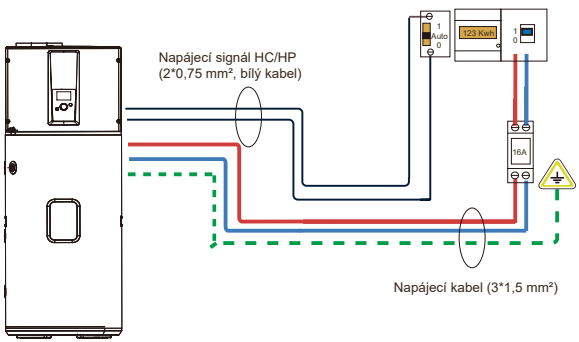 Napájecí signál HC/HP
(2*0,75 mm², bílý kabel)
1
Auto
0
123 Kwh
1
0
16A
Napájecí kabel (3*1,5 mm²)